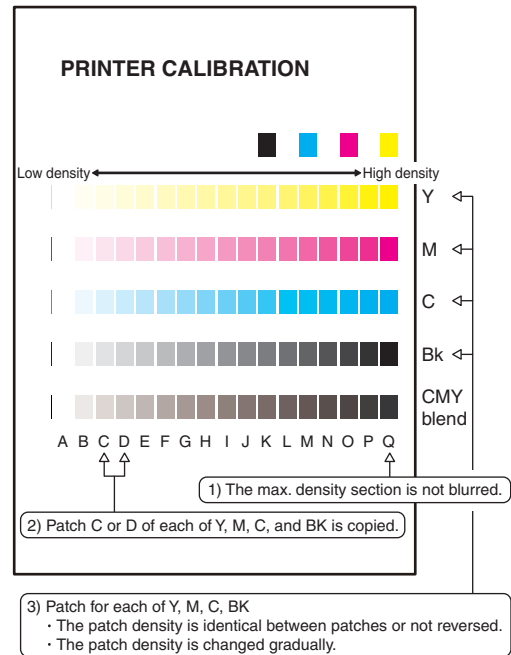 PRINTER CALIBRATION
Low density High density
Y
M
C
Bk
CMY
blend
A B C D E F G H I J K L M N O P Q
1) The max. density section is not blurred.
2) Patch C or D of each of Y, M, C, and BK is copied.
3) Patch for each of Y, M, C, BK
・The patch density is identical between patches or not reversed.
・The patch density is changed gradually.